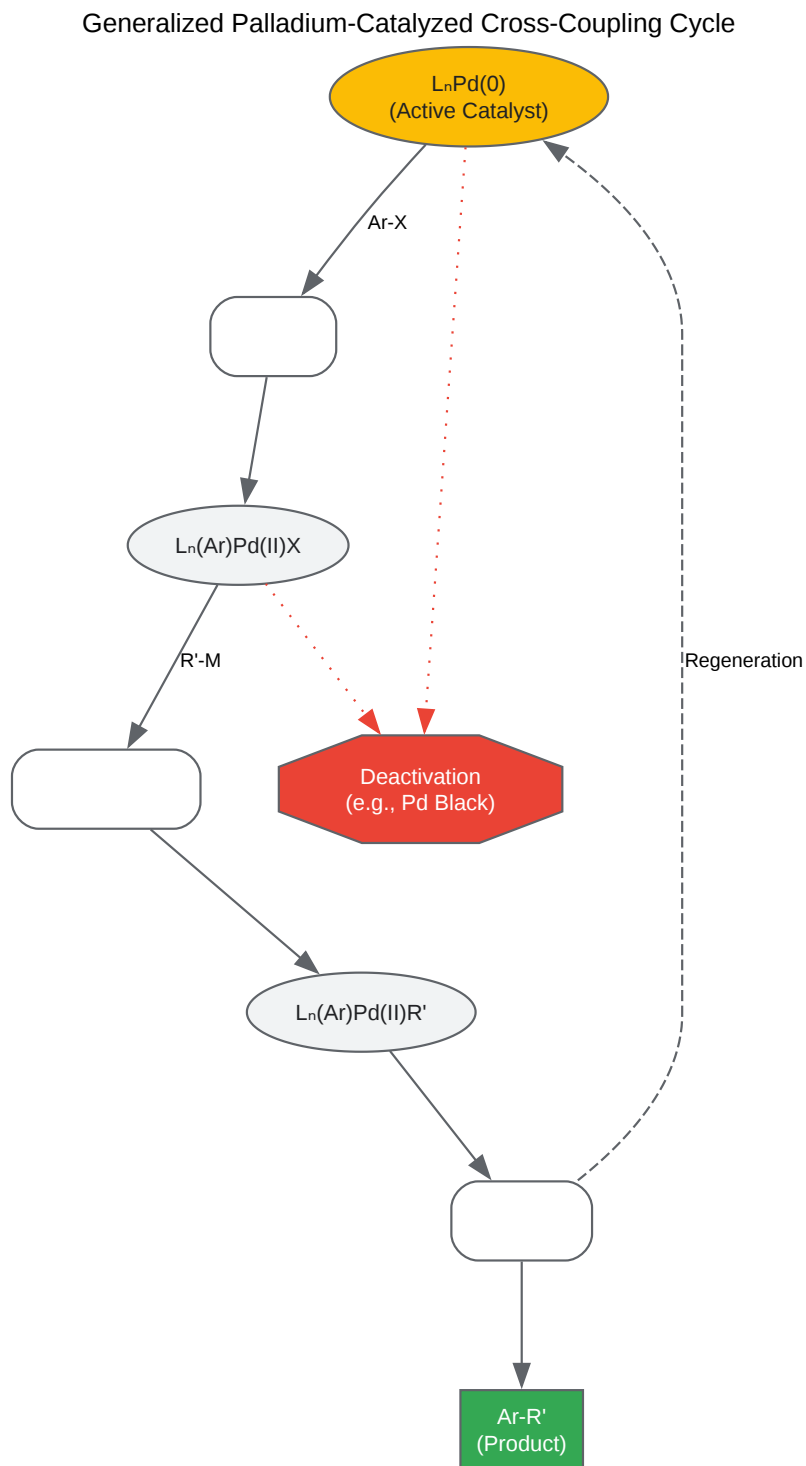 Generalized Palladium-Catalyzed Cross-Coupling Cycle
LₙPd(0)
(Active Catalyst)
Ar-X
Lₙ(Ar)Pd(II)X
R'-M
Regeneration
Deactivation
(e.g., Pd Black)
Lₙ(Ar)Pd(II)R'
Ar-R'
(Product)